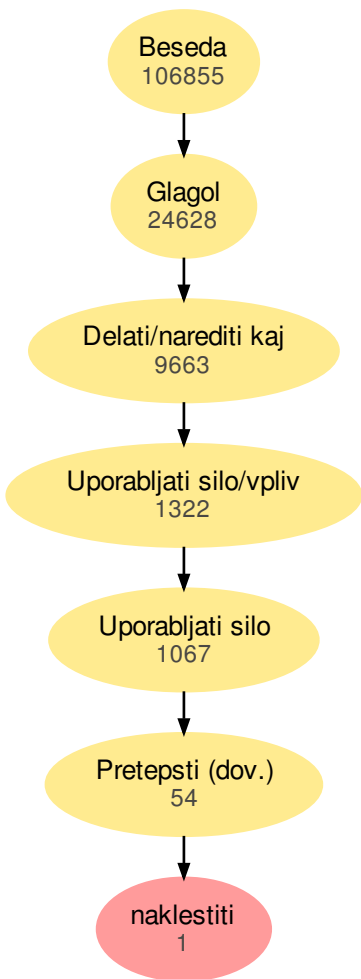 Beseda
106855
Glagol
24628
Delati/narediti kaj
9663
Uporabljati silo/vpliv
1322
Uporabljati silo
1067
Pretepsti (dov.)
54
naklestiti
1